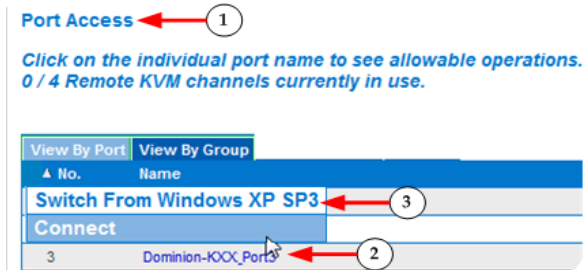 Port Access
1
Click on the individual port name to see allowable operations.
0 / 4 Remote KVM channels currently in use.
View By Port View By Group
▲ No. Name
Switch From Windows XP SP3
3
Connect
3 Dominion-KXX_Port3
2